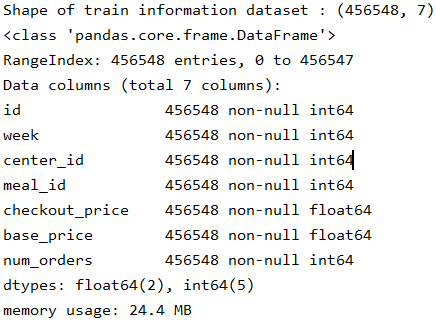 Shape of train information dataset : (456548, 7)
<class 'pandas.core.frame.DataFrame'>
RangeIndex: 456548 entries, 0 to 456547
Data columns (total 7 columns):
id 456548 non-null int64
week 456548 non-null int64
center_id 456548 non-null int64
meal_id 456548 non-null int64
checkout_price 456548 non-null float64
base_price 456548 non-null float64
num_orders 456548 non-null int64
dtypes: float64(2), int64(5)
memory usage: 24.4 MB